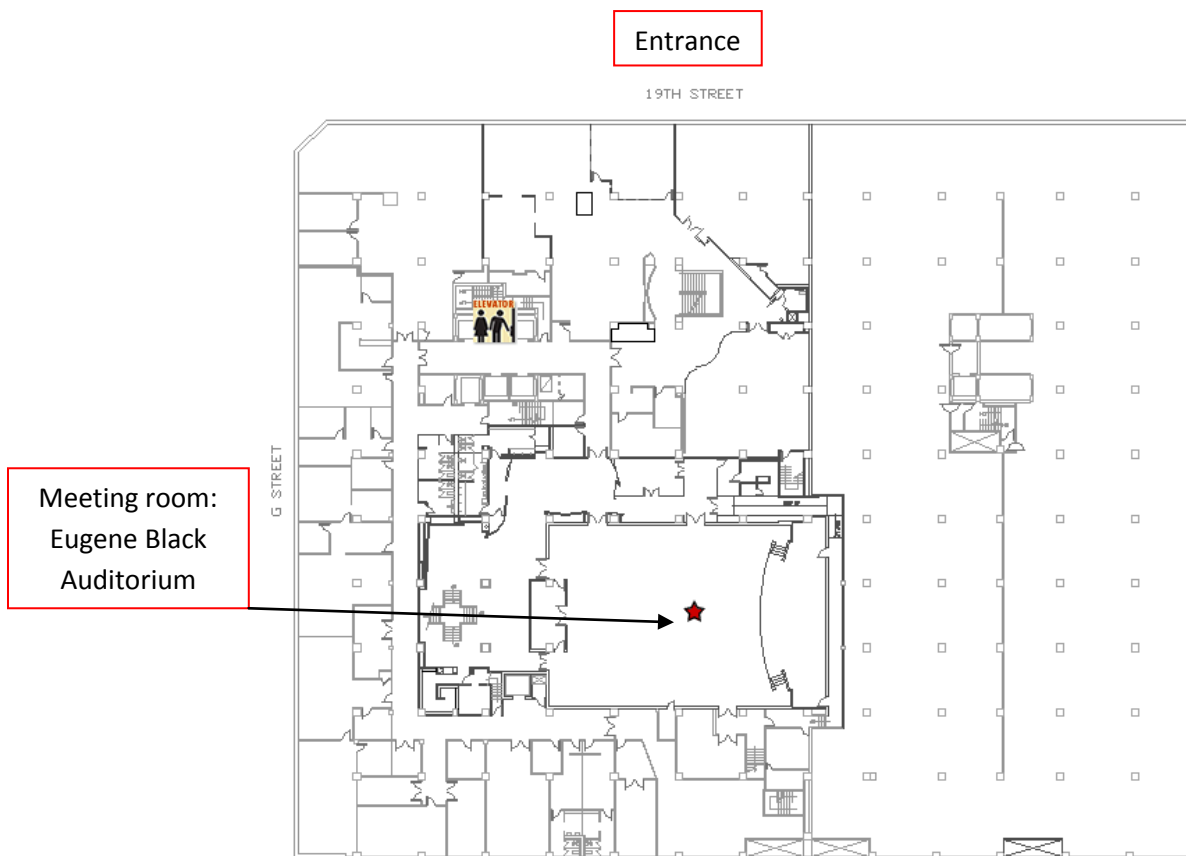 Entrance
19TH STREET
ELEVATOR
G STREET
Meeting room:
Eugene Black
Auditorium